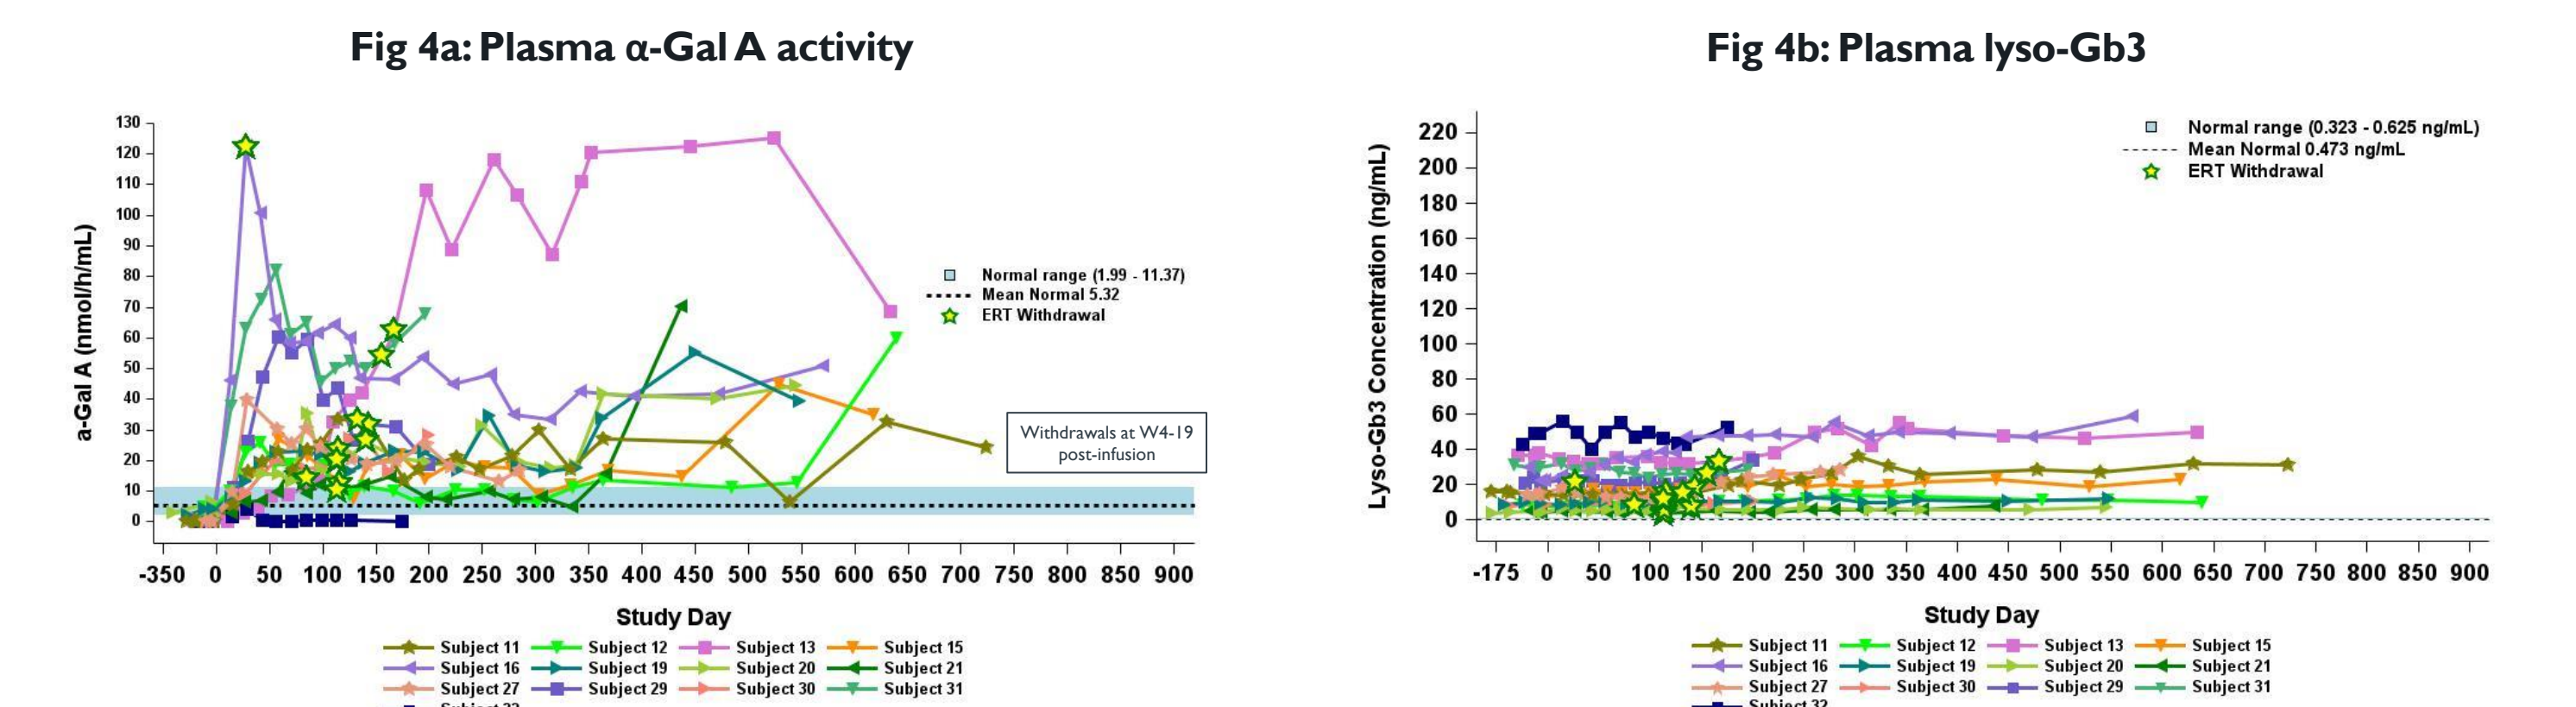 Fig 4a: Plasma α-Gal A activity
130
120
110
100
90
80
70
60
50
40
30
20
10
0
a-Gal A (nmol/h/mL)
Normal range (1.99 - 11.37)
Mean Normal 5.32
ERT Withdrawal
Withdrawals at W4-19
post-infusion
-350 0 50 100 150 200 250 300 350 400 450 500 550 600 650 700 750 800 850 900
Study Day
Subject 11 Subject 12 Subject 13 Subject 15
Subject 16 Subject 19 Subject 20 Subject 21
Subject 27 Subject 29 Subject 30 Subject 31
Subject 32
Fig 4b: Plasma lyso-Gb3
220
200
180
160
140
120
100
80
60
40
20
0
Lyso-Gb3 Concentration (ng/mL)
Normal range (0.323 - 0.625 ng/mL)
Mean Normal 0.473 ng/mL
ERT Withdrawal
-175 0 50 100 150 200 250 300 350 400 450 500 550 600 650 700 750 800 850 900
Study Day
Subject 11 Subject 12 Subject 13 Subject 15
Subject 16 Subject 19 Subject 20 Subject 21
Subject 27 Subject 30 Subject 29 Subject 31
Subject 32